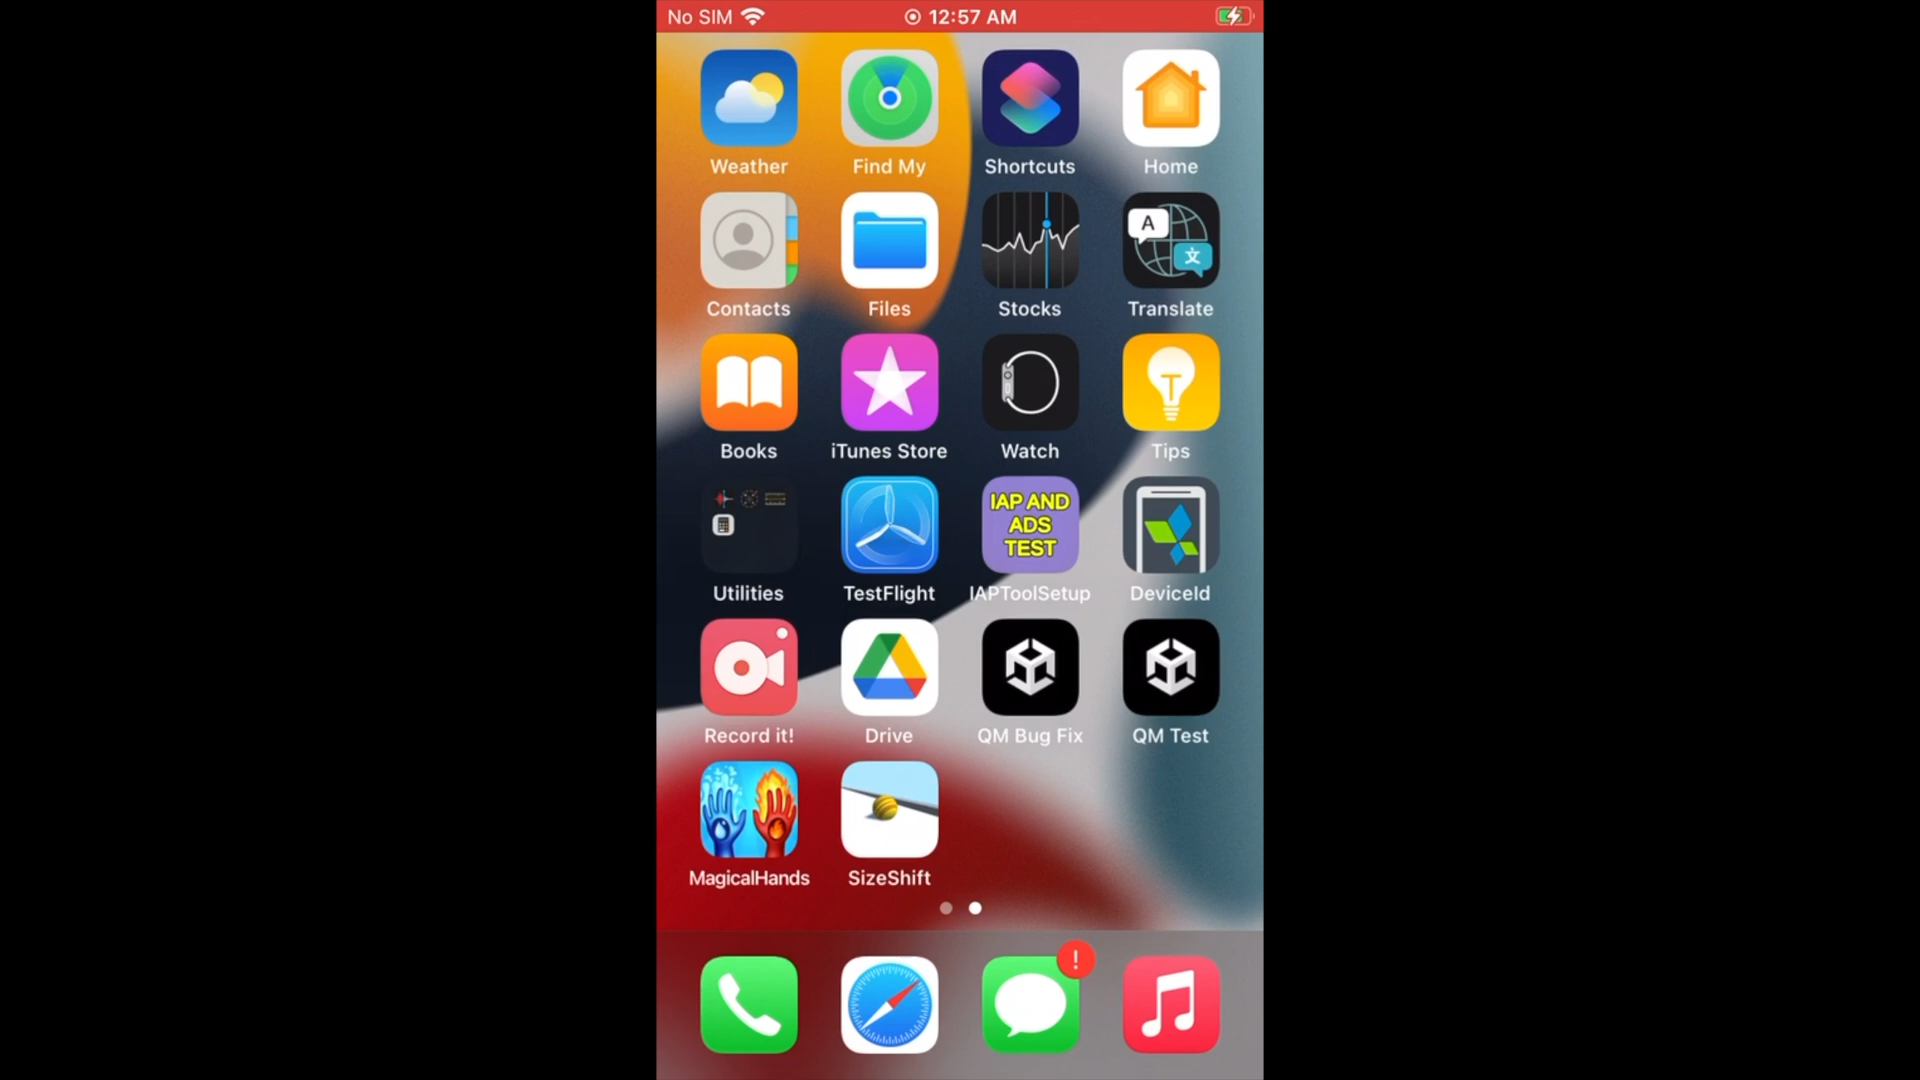 No SIM 12:57 AM
Weather Find My Shortcuts Home
A 文
Contacts Files Stocks Translate
T
Books iTunes Store Watch Tips
IAP AND
ADS
TEST
Utilities TestFlight IAPToolSetup DeviceId
Record it! Drive QM Bug Fix QM Test
MagicalHands SizeShift
!